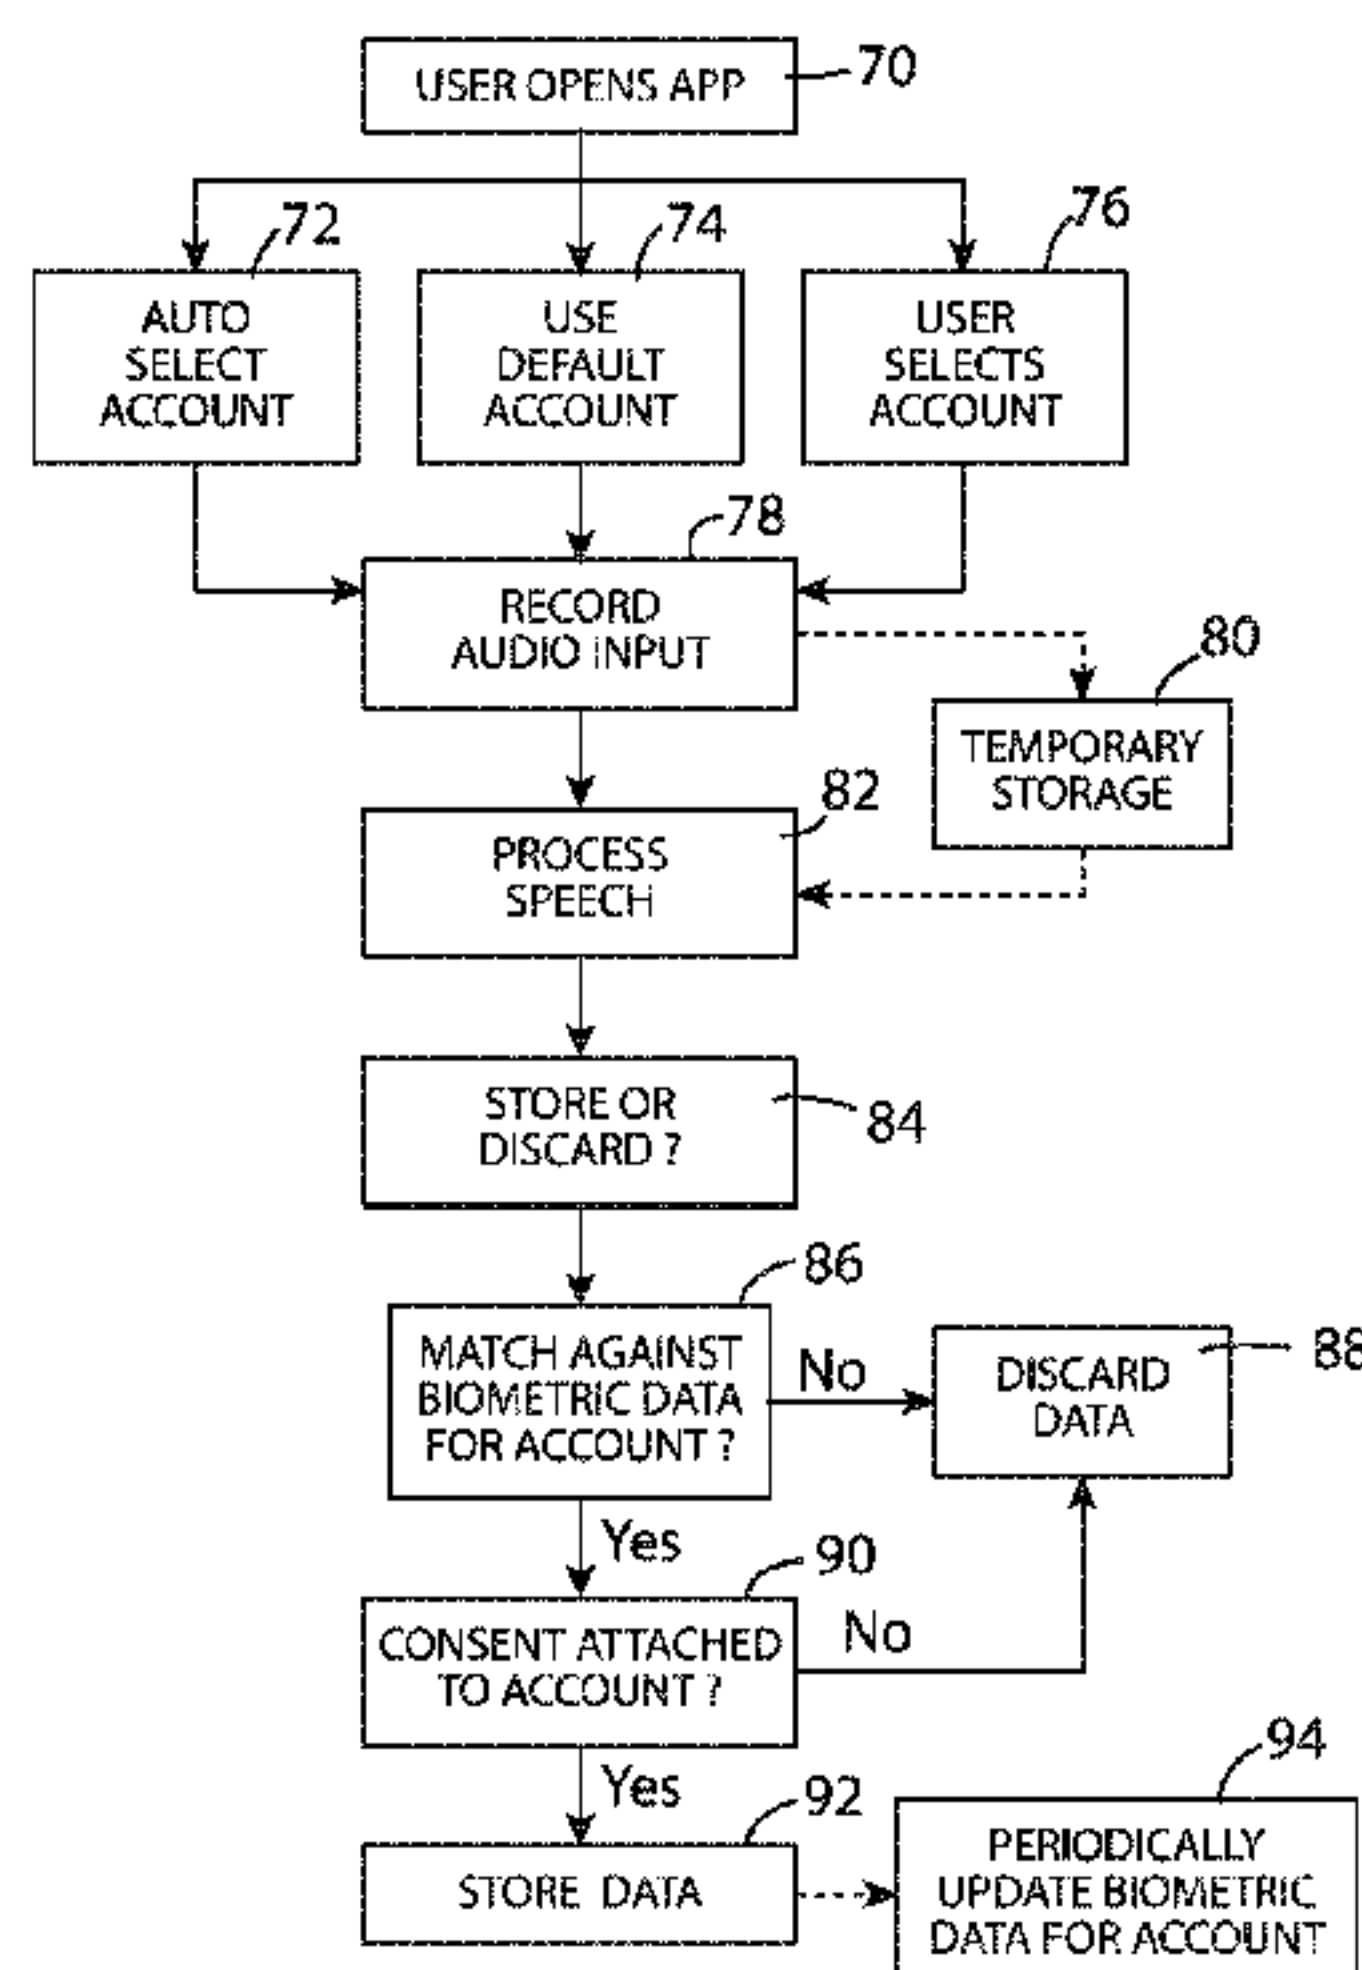 USER OPENS APP
70
72
74
76
AUTO
SELECT
ACCOUNT
USE
DEFAULT
ACCOUNT
USER
SELECTS
ACCOUNT
78
RECORD
AUDIO INPUT
80
TEMPORARY
STORAGE
82
PROCESS
SPEECH
STORE OR
DISCARD ?
84
86
MATCH AGAINST
BIOMETRIC DATA
FOR ACCOUNT ?
No
DISCARD
DATA
88
Yes
90
CONSENT ATTACHED
TO ACCOUNT ?
No
Yes
92
STORE DATA
94
PERIODICALLY
UPDATE BIOMETRIC
DATA FOR ACCOUNT